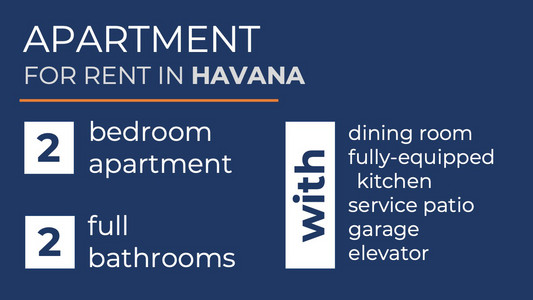 APARTMENT
FOR RENT IN HAVANA
2
bedroom
apartment
2
full
bathrooms
with
dining room
fully-equipped
kitchen
service patio
garage
elevator